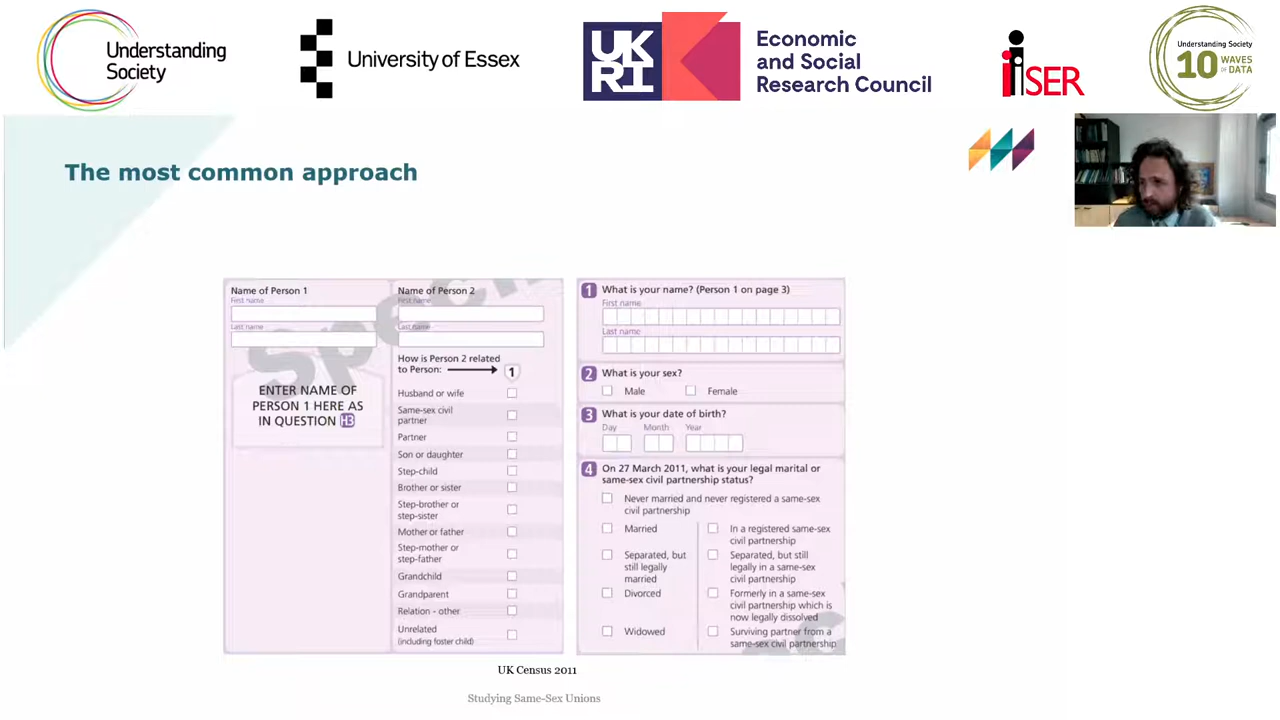 Understanding
Society
University of Essex
UK
RI
Economic
and Social
Research Council
iSER
Understanding Society
10 WAVES
OF DATA
The most common approach
Name of Person 1
First name
Last name
ENTER NAME OF
PERSON 1 HERE AS
IN QUESTION H3
Name of Person 2
First name
Last name
How is Person 2 related
to Person: 1
Husband or wife
Same-sex civil
partner
Partner
Son or daughter
Step-child
Brother or sister
Step-brother or
step-sister
Mother or father
Step-mother or
step-father
Grandchild
Grandparent
Relation - other
Unrelated
(including foster child)
1 What is your name? (Person 1 on page 3)
First name
Last name
2 What is your sex?
Male Female
3 What is your date of birth?
Day Month Year
4 On 27 March 2011, what is your legal marital or
same-sex civil partnership status?
Never married and never registered a same-sex
civil partnership
Married
Separated, but
still legally
married
Divorced
Widowed
In a registered same-sex
civil partnership
Separated, but still
legally in a same-sex
civil partnership
Formerly in a same-sex
civil partnership which is
now legally dissolved
Surviving partner from a
same-sex civil partnership
UK Census 2011
Studying Same-Sex Unions